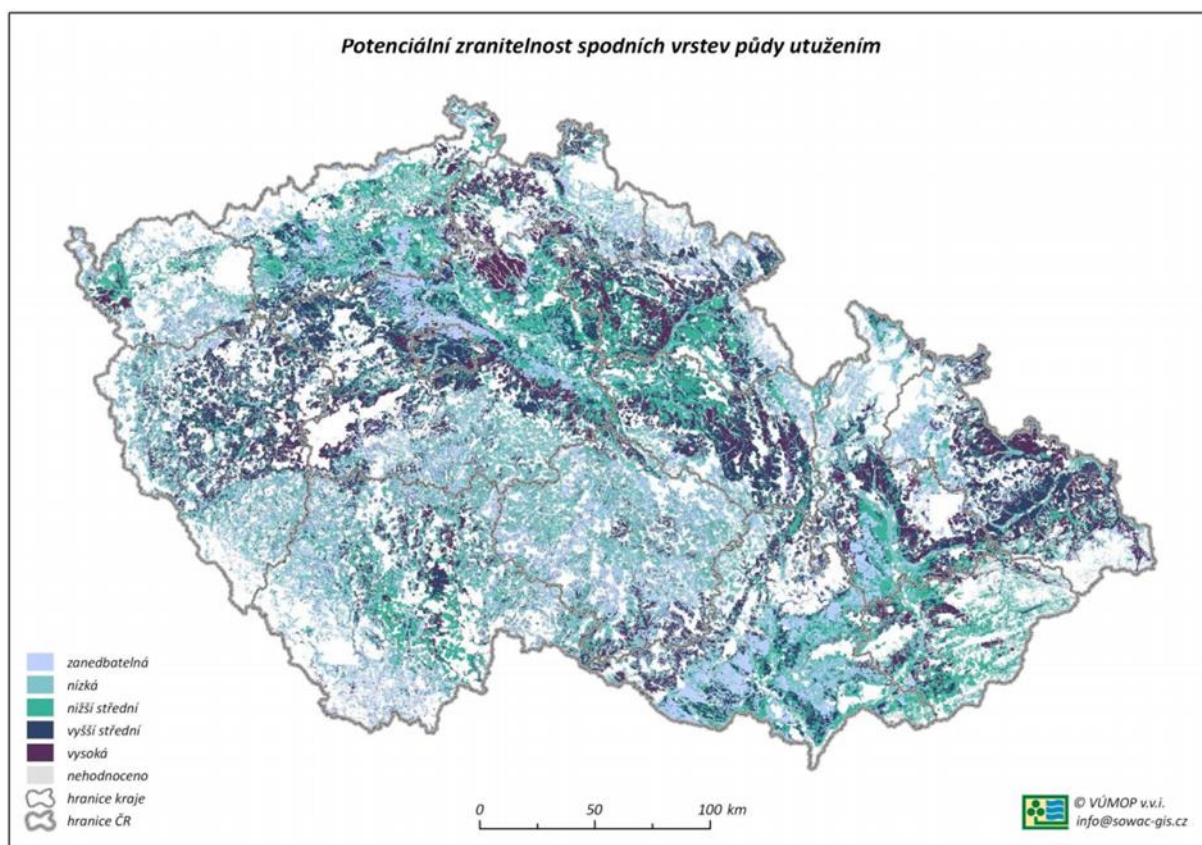 Potenciální zranitelnost spodních vrstev půdy utužením
zanedbatelná
nízká
nižší střední
vyšší střední
vysoká
nehodnoceno
hranice kraje
hranice ČR
0 50 100 km
© VÚMOP v.v.i.
info@sowac-gis.cz